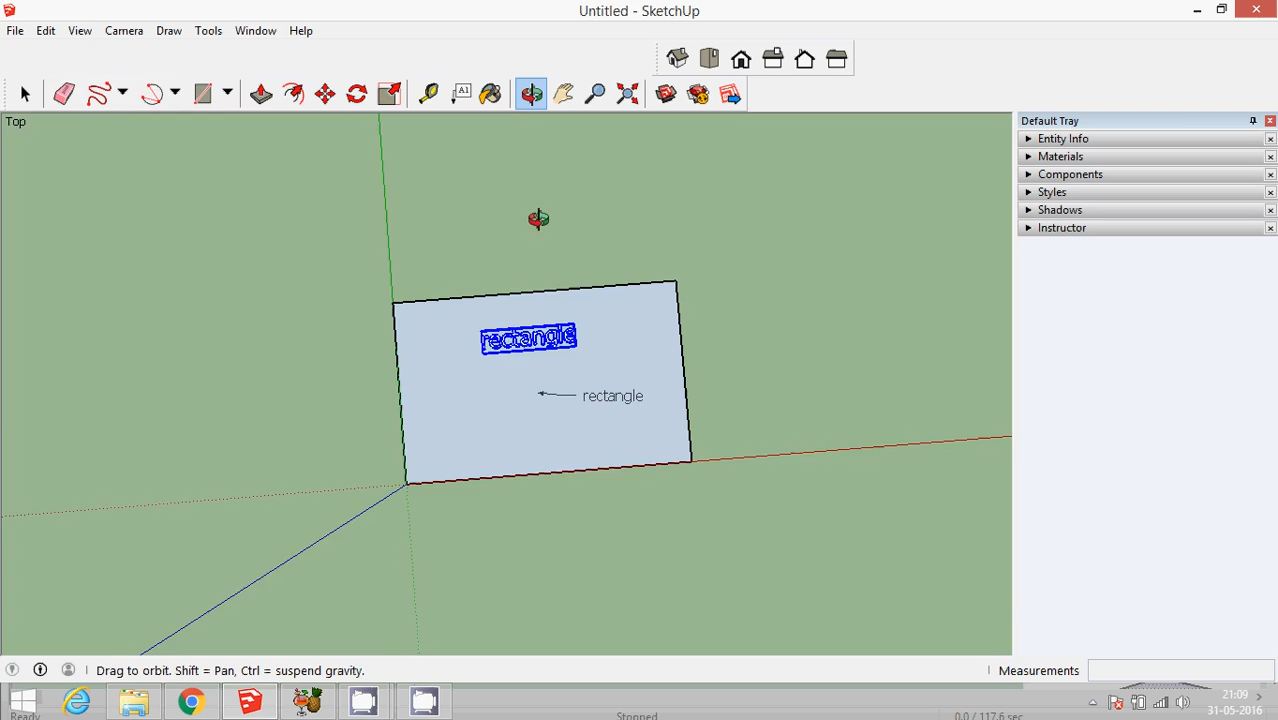 Untitled - SketchUp
File Edit View Camera Draw Tools Window Help
A1
Top
Default Tray
Entity Info
Materials
Components
Styles
Shadows
Instructor
rectangle
rectangle
Drag to orbit. Shift = Pan, Ctrl = suspend gravity.
Measurements
21:09
31-05-2016
Ready
Stopped
0.0 / 117.6 sec